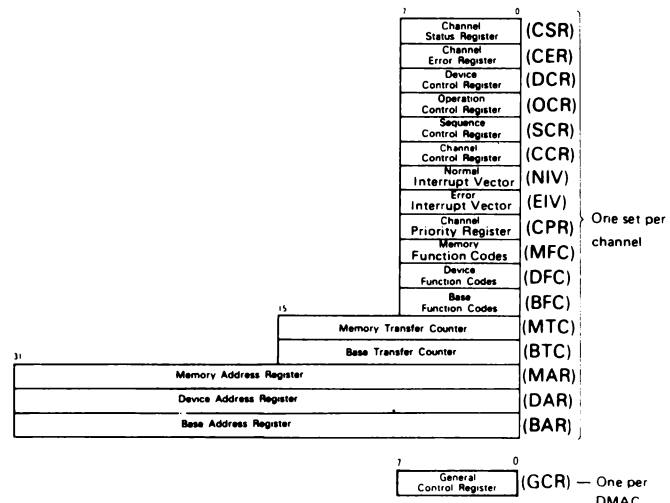 7 0
Channel
Status Register (CSR)
Channel
Error Register (CER)
Device
Control Register (DCR)
Operation
Control Register (OCR)
Sequence
Control Register (SCR)
Channel
Control Register (CCR)
Normal
Interrupt Vector (NIV)
Error
Interrupt Vector (EIV)
Channel
Priority Register (CPR)
Memory
Function Codes (MFC)
Device
Function Codes (DFC)
Base
Function Codes (BFC)
One set per
channel
15
Memory Transfer Counter (MTC)
Base Transfer Counter (BTC)
31
Memory Address Register (MAR)
Device Address Register (DAR)
Base Address Register (BAR)
7 0
General
Control Register (GCR) — One per
DMAC